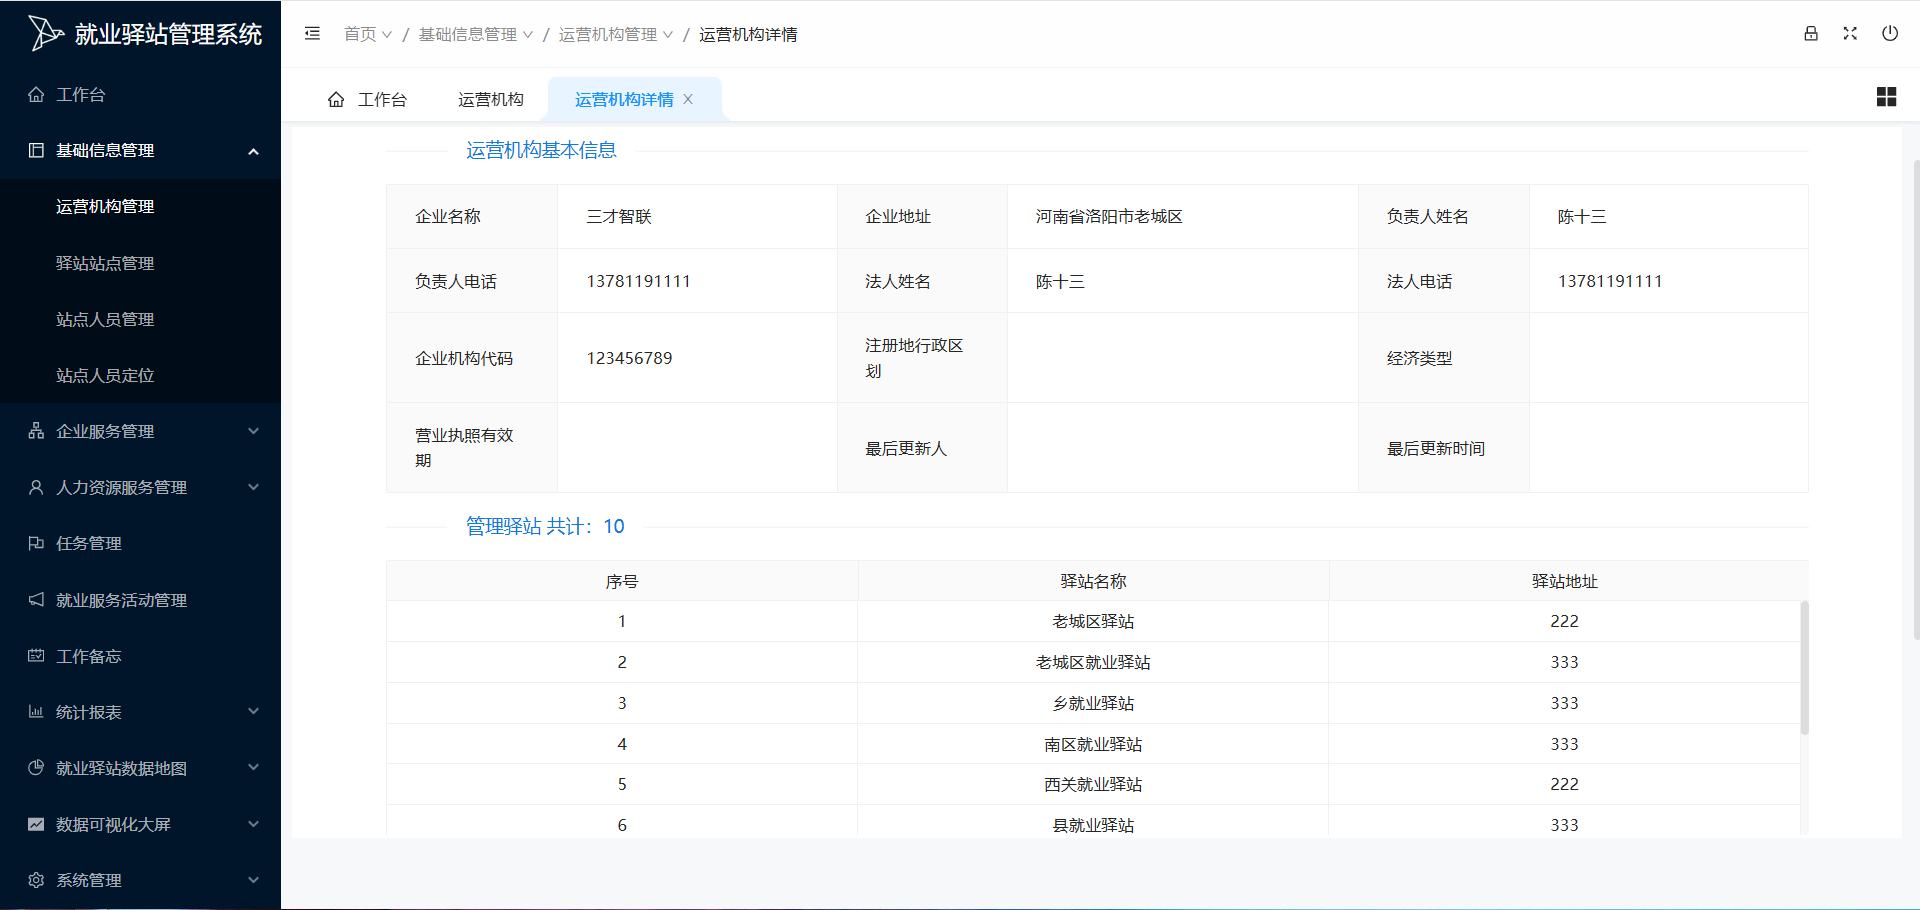 就业驿站管理系统
首页 / 基础信息管理 / 运营机构管理 / 运营机构详情
工作台
基础信息管理
运营机构管理
驿站站点管理
站点人员管理
站点人员定位
企业服务管理
人力资源服务管理
任务管理
就业服务活动管理
工作备忘
统计报表
就业驿站数据地图
数据可视化大屏
系统管理
工作台 运营机构 运营机构详情 X
运营机构基本信息
企业名称 三才智联 企业地址 河南省洛阳市老城区 负责人姓名 陈十三
负责人电话 13781191111 法人姓名 陈十三 法人电话 13781191111
企业机构代码 123456789 注册地行政区 经济类型
划
营业执照有效 最后更新人 最后更新时间
期
管理驿站 共计：10
序号 驿站名称 驿站地址
1 老城区驿站 222
2 老城区就业驿站 333
3 乡就业驿站 333
4 南区就业驿站 333
5 西关就业驿站 222
6 县就业驿站 333